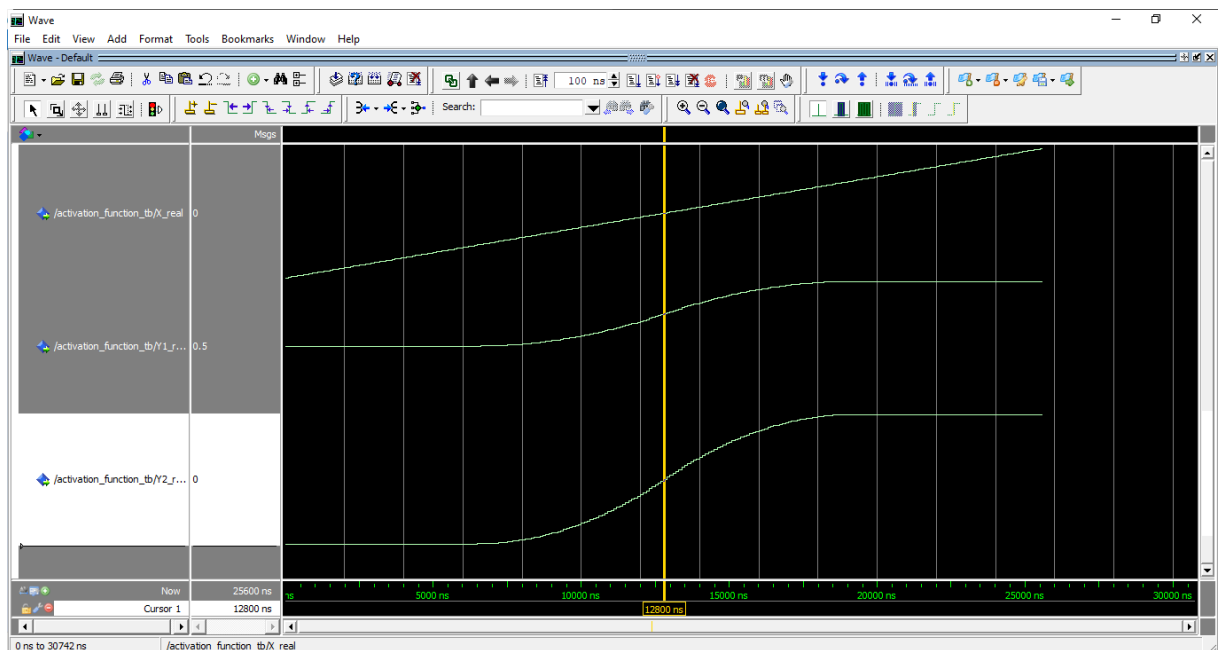 Wave
File Edit View Add Format Tools Bookmarks Window Help
Wave - Default
100 ns
Search:
Msgs
/activation_function_tb/X_real 0
/activation_function_tb/Y1_r... 0.5
/activation_function_tb/Y2_r... 0
Now 25600 ns
ns 5000 ns 10000 ns 15000 ns 20000 ns 25000 ns 30000 ns
Cursor 1 12800 ns
12800 ns
0 ns to 30742 ns /activation_function_tb/X_real